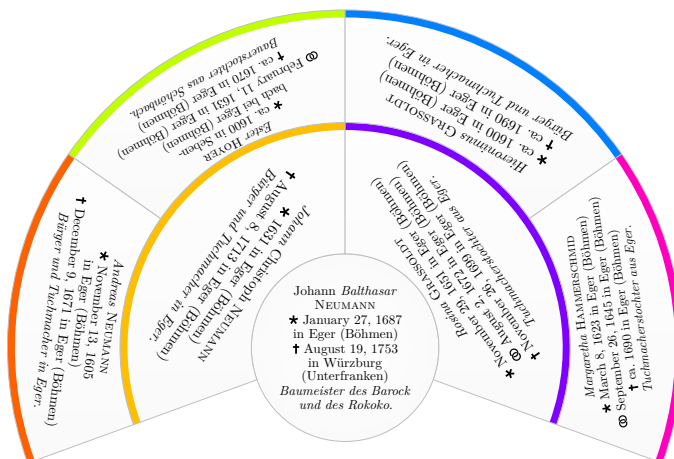 Johann Balthasar
NEUMANN
★ January 27, 1687
in Eger (Böhmen)
✝ August 19, 1753
in Würzburg
(Unterfranken)
Baumeister des Barock
und des Rokoko.
Johann Christoph NEUMANN
★ 1631 in Eger (Böhmen)
✝ August 8, 1713 in Eger (Böhmen)
Bürger und Tuchmacher in Eger.
Rosina GRASSOLDT
★ November 29, 1651 in Eger (Böhmen)
⚭ August 2, 1672 in Eger (Böhmen)
✝ November 26, 1699 in Eger (Böhmen)
Tuchmacherstochter aus Eger.
Andreas NEUMANN
★ November 13, 1605
in Eger (Böhmen)
✝ December 9, 1671 in Eger (Böhmen)
Bürger und Tuchmacher in Eger.
Ester HOYER
★ ca. 1600 in Schön-
bach bei Eger (Böhmen)
⚭ February 11, 1631 in Eger (Böhmen)
✝ ca. 1670 in Eger (Böhmen)
Bauerstochter aus Schönbach.
Hieronimus GRASSOLDT
★ ca. 1600 in Eger (Böhmen)
✝ ca. 1690 in Eger (Böhmen)
Bürger und Tuchmacher in Eger.
Margaretha HAMMERSCHMID
★ March 8, 1623 in Eger (Böhmen)
⚭ September 26, 1645 in Eger (Böhmen)
✝ ca. 1690 in Eger (Böhmen)
Tuchmacherstochter aus Eger.